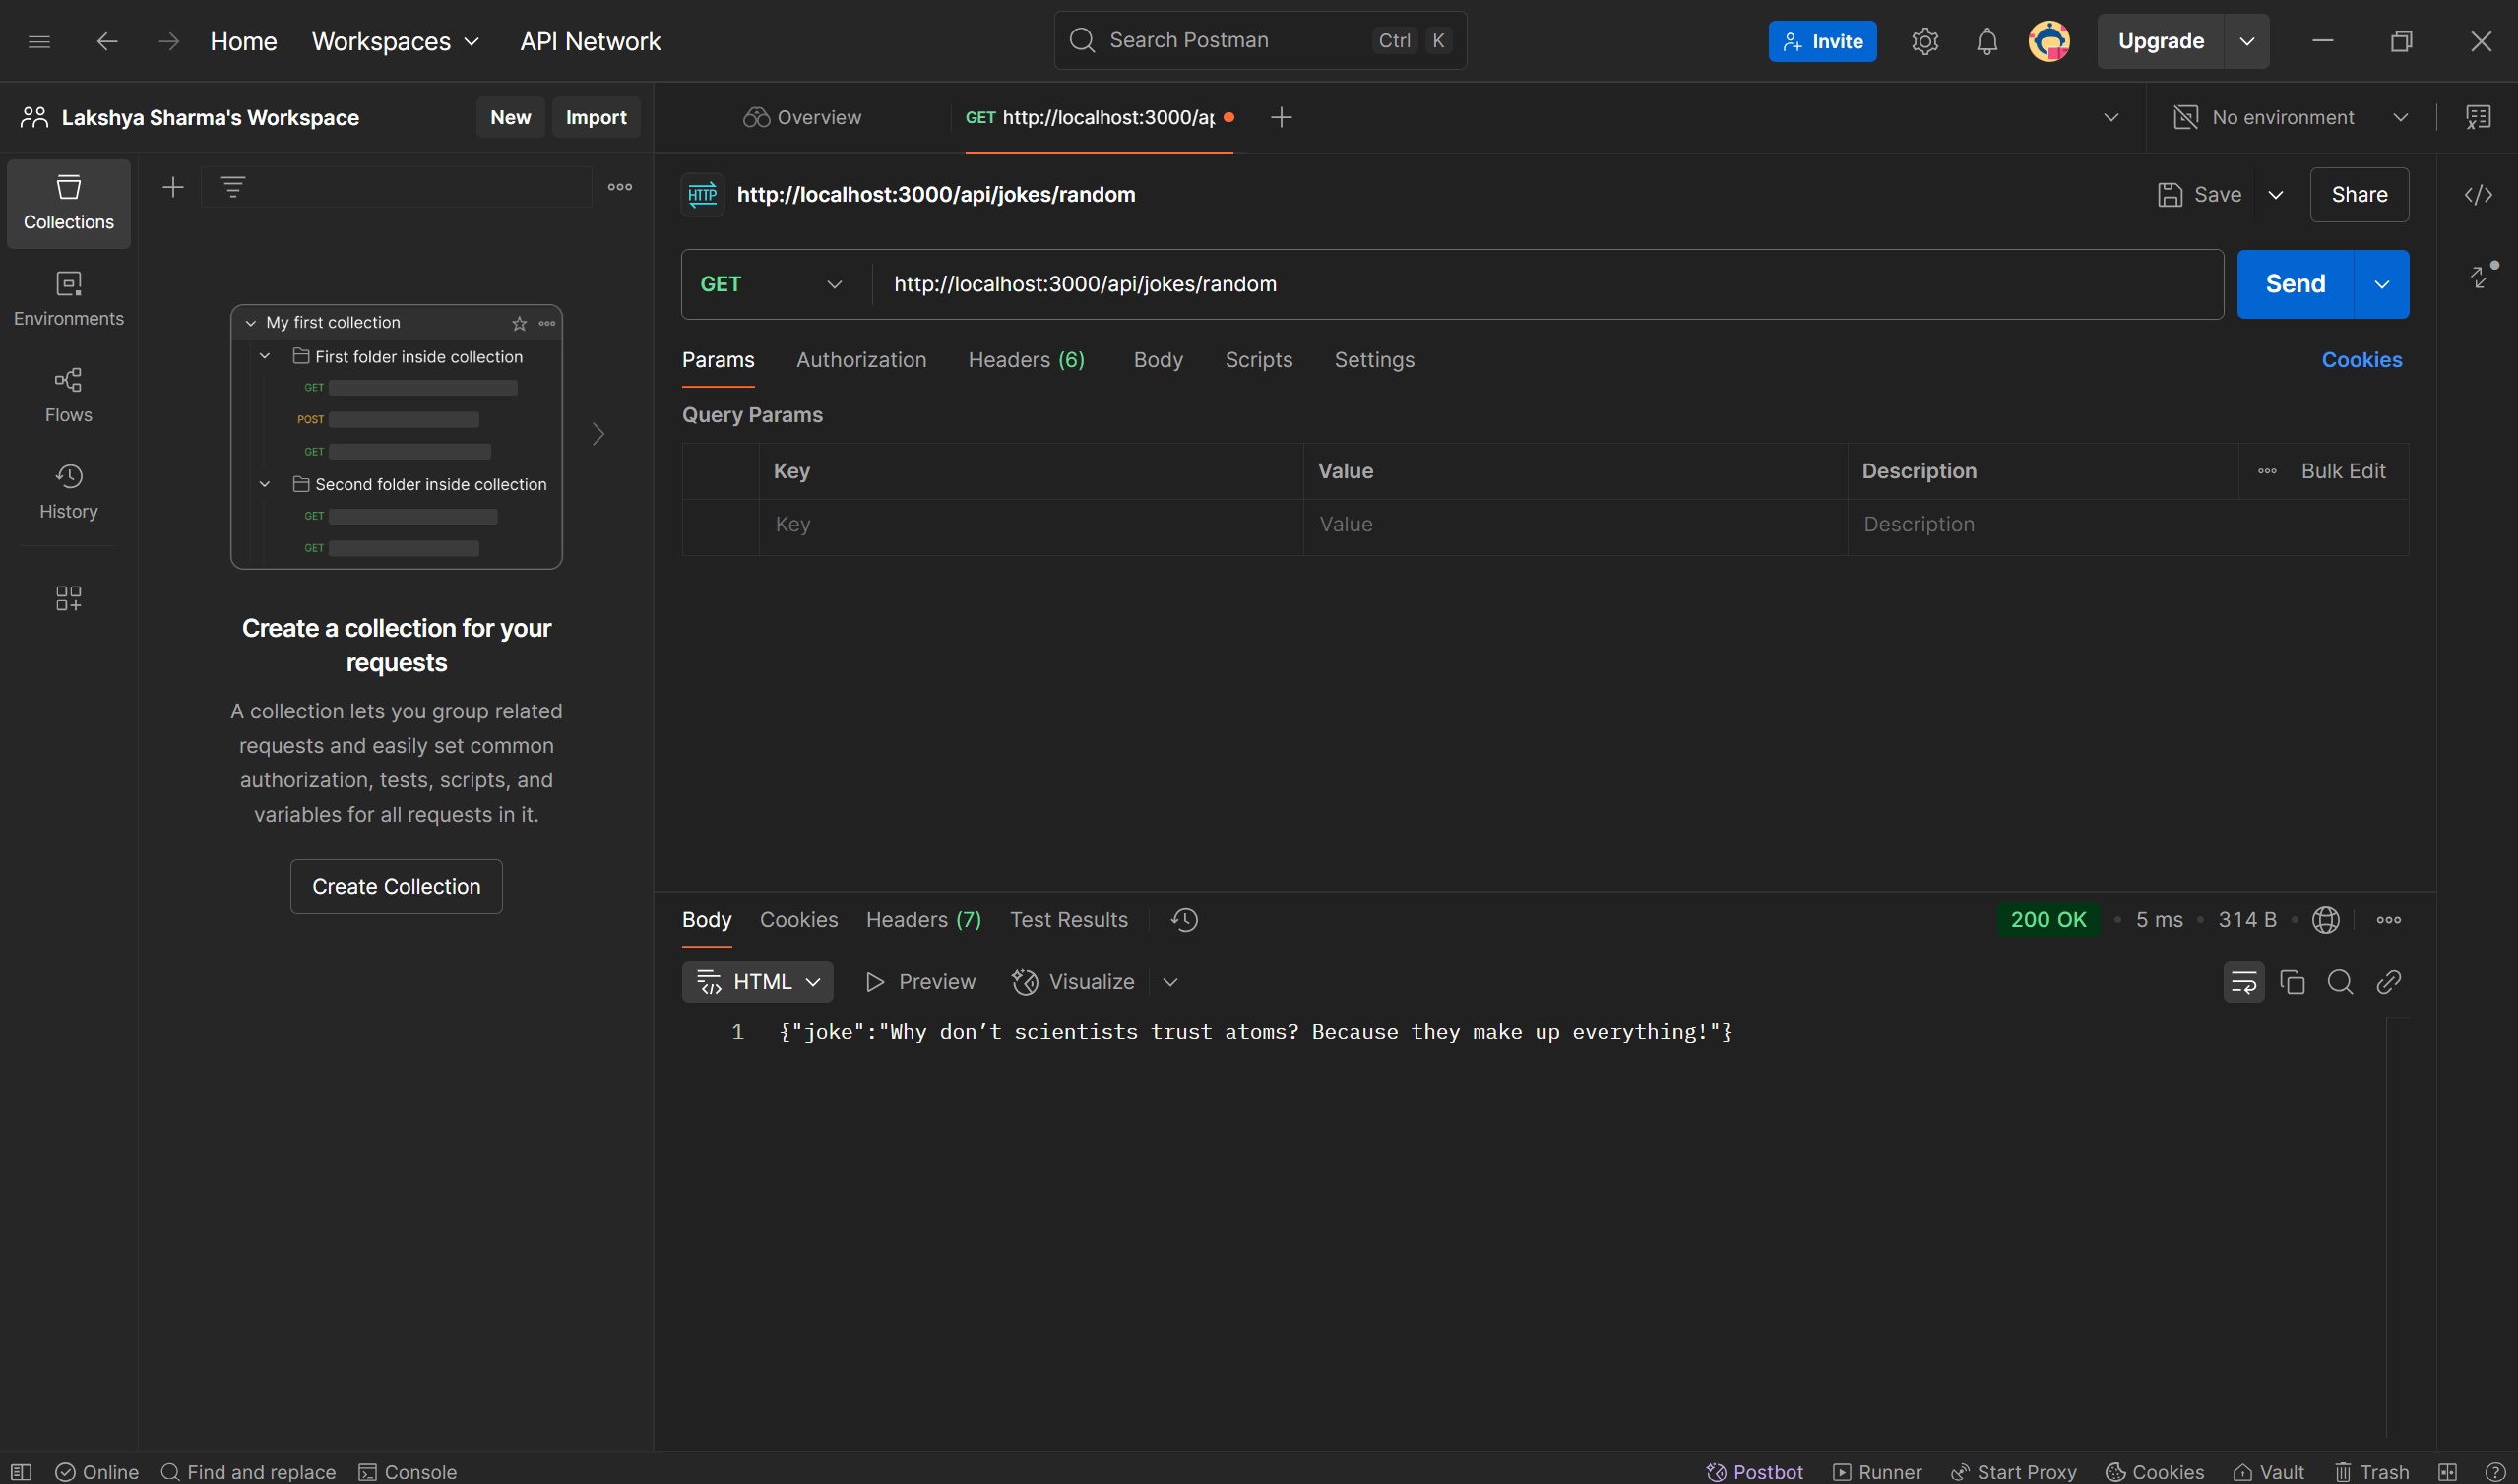 Home Workspaces API Network Search Postman Ctrl K Invite Upgrade
Lakshya Sharma's Workspace New Import
Overview GET http://localhost:3000/ap No environment
Collections
Environments
Flows
History
My first collection
First folder inside collection
GET
POST
GET
Second folder inside collection
GET
GET
Create a collection for your
requests
A collection lets you group related
requests and easily set common
authorization, tests, scripts, and
variables for all requests in it.
Create Collection
HTTP http://localhost:3000/api/jokes/random Save Share
GET http://localhost:3000/api/jokes/random Send
Params Authorization Headers (6) Body Scripts Settings Cookies
Query Params
Key Value Description Bulk Edit
Key Value Description
Body Cookies Headers (7) Test Results 200 OK • 5 ms • 314 B •
HTML Preview Visualize
1 {"joke":"Why don’t scientists trust atoms? Because they make up everything!"}
Online Find and replace Console Postbot Runner Start Proxy Cookies Vault Trash